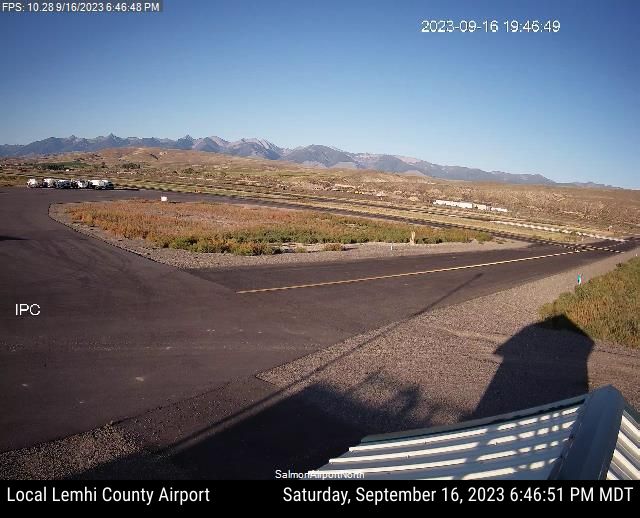 FPS: 10.28 9/16/2023 6:46:48 PM
2023-09-16 19:45:49
IPC
SalmonAirportNorth
Local Lemhi County Airport Saturday, September 16, 2023 6:46:51 PM MDT